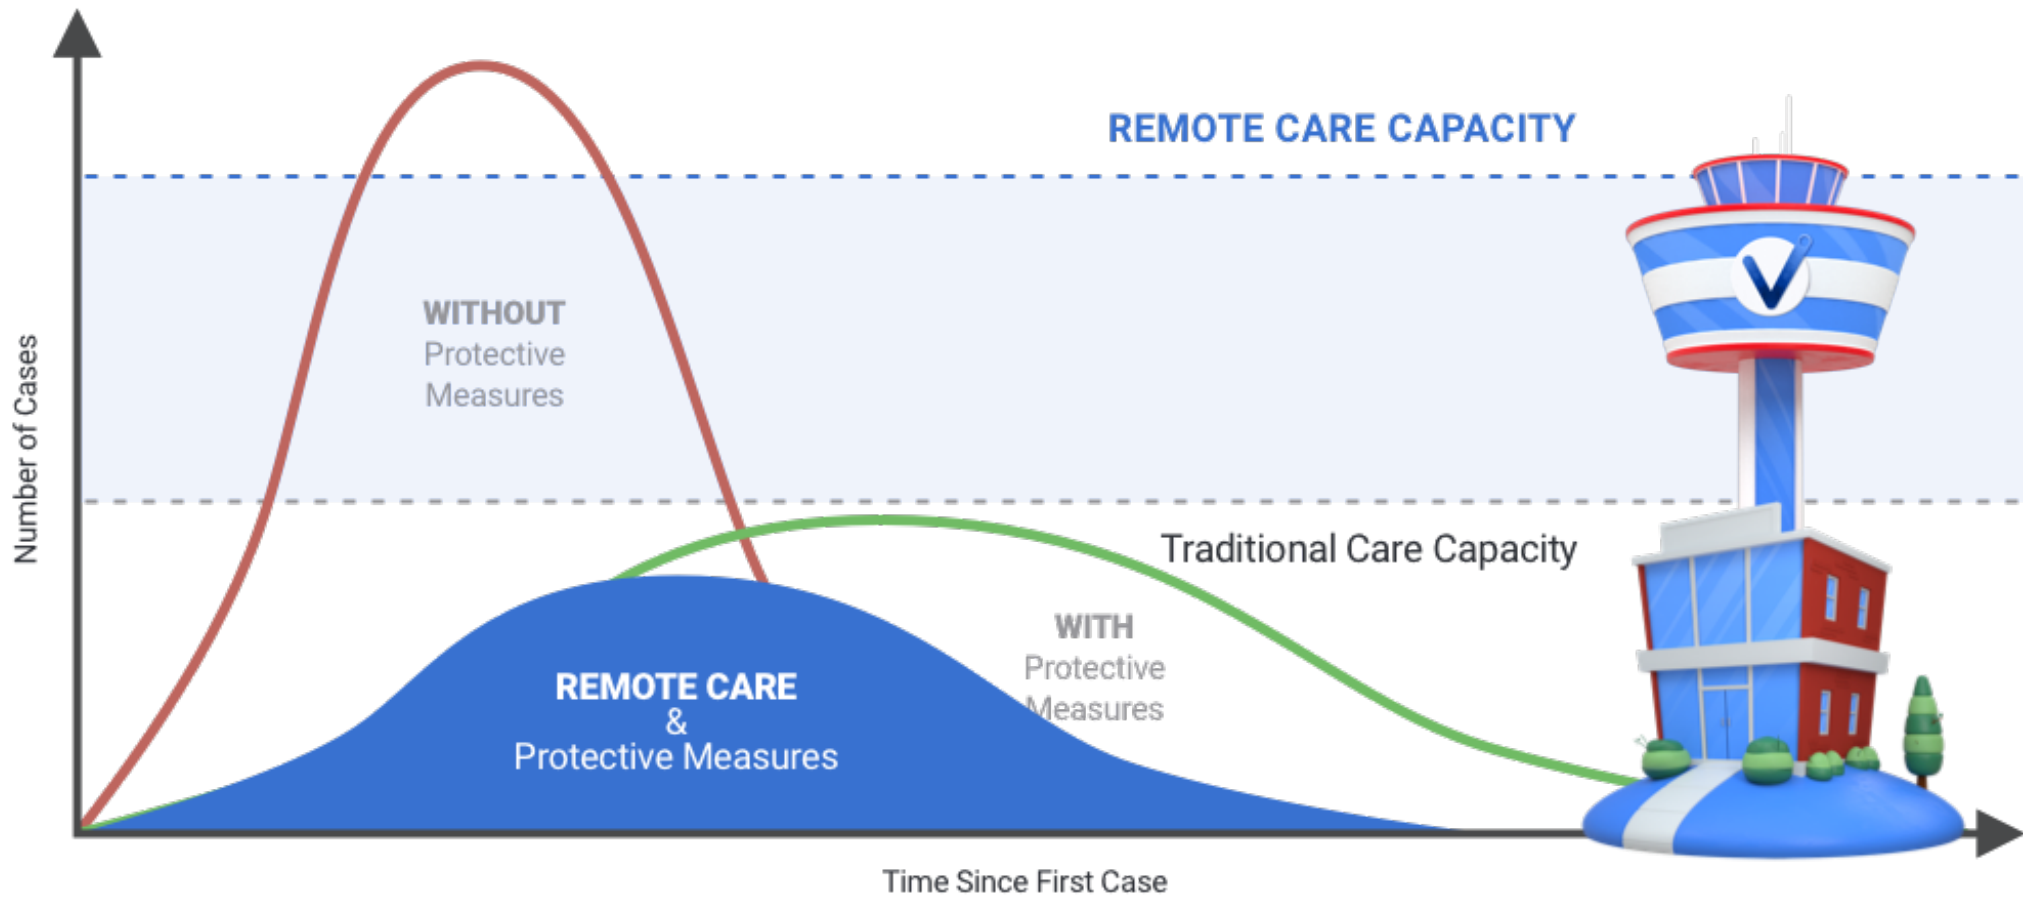 REMOTE CARE CAPACITY
WITHOUT
Protective
Measures
Number of Cases
Traditional Care Capacity
WITH
Protective
Measures
REMOTE CARE
&
Protective Measures
Time Since First Case